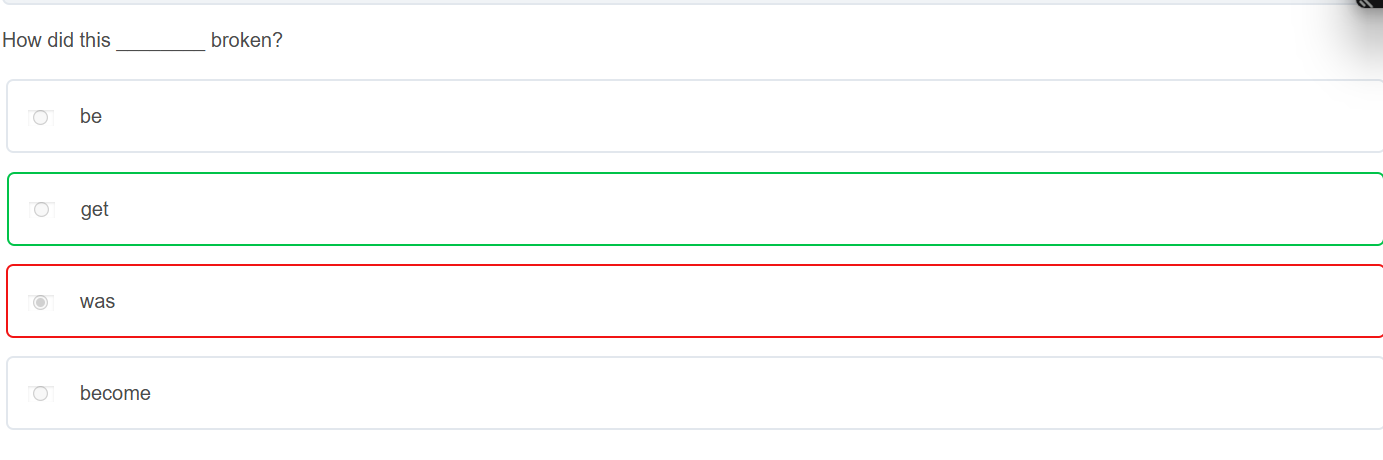 How did this ________ broken?
be
get
was
become